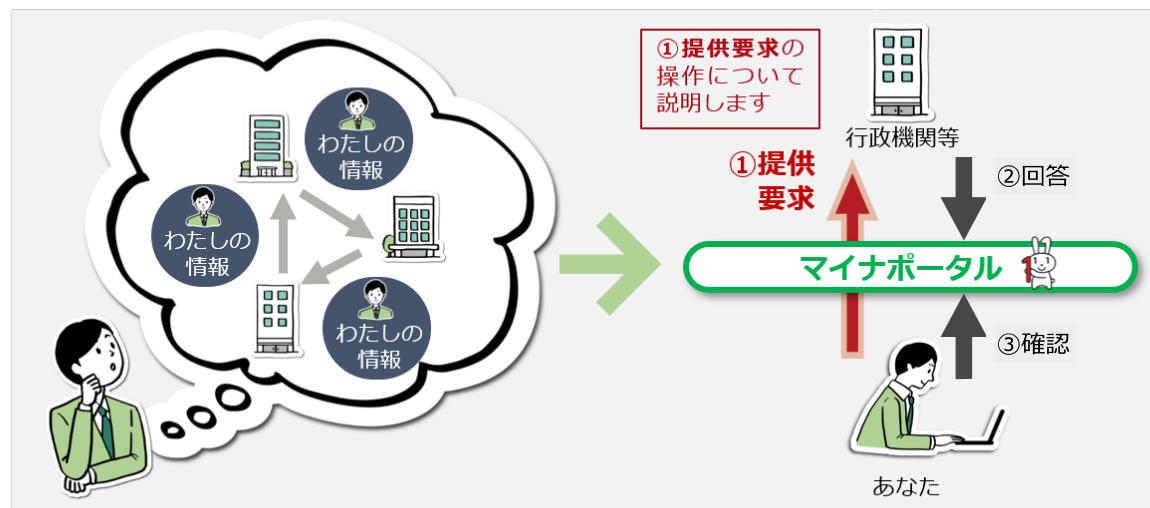 わたしの
情報
わたしの
情報
わたしの
情報
①提供要求の
操作について
説明します
行政機関等
①提供
要求
②回答
マイナポータル
③確認
あなた